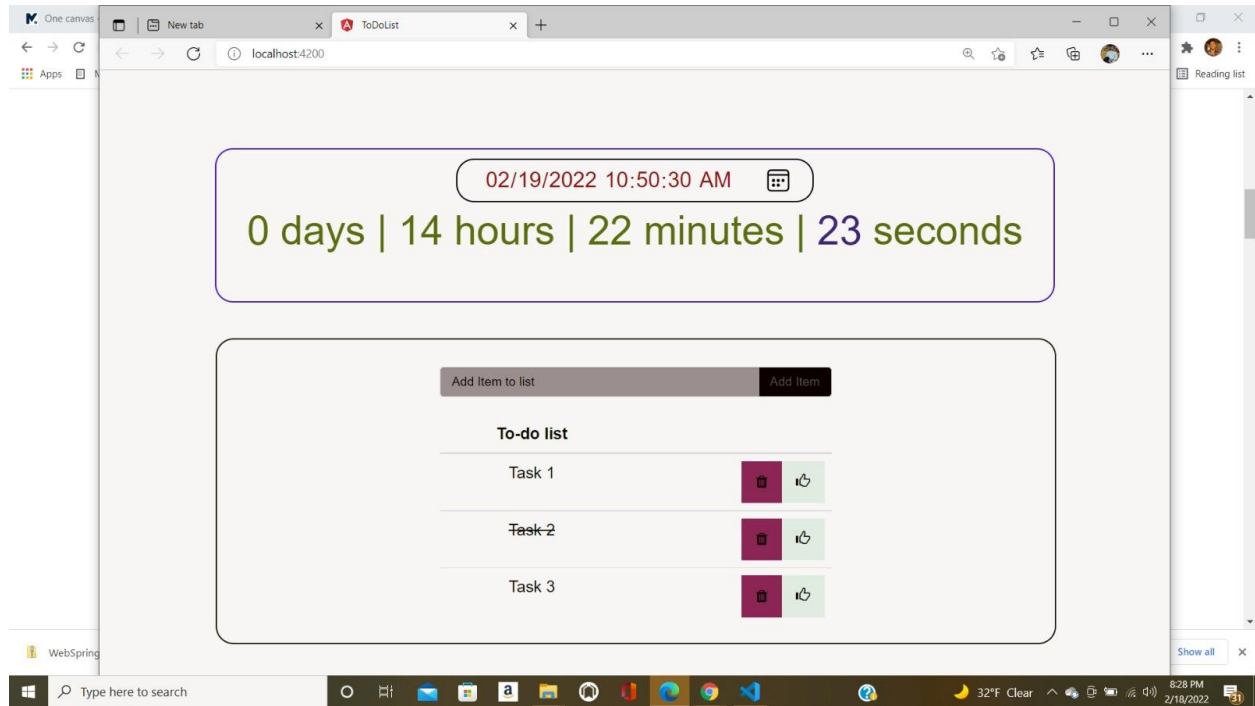 One canvas
New tab
ToDoList
localhost:4200
Apps
Reading list
02/19/2022 10:50:30 AM
0 days | 14 hours | 22 minutes | 23 seconds
Add Item to list
Add Item
To-do list
Task 1
Task 2
Task 3
WebSpring
Show all
Type here to search
a
32°F Clear
8:28 PM
2/18/2022
31